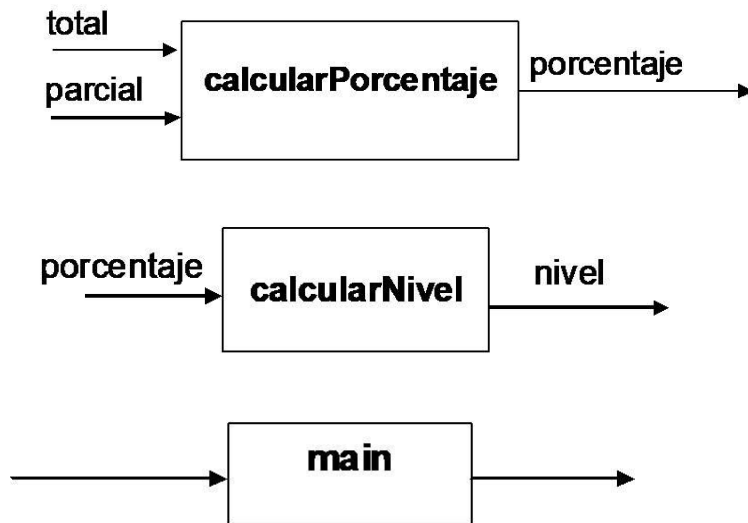 total
parcial
calcularPorcentaje
porcentaje
porcentaje
calcularNivel
nivel
main